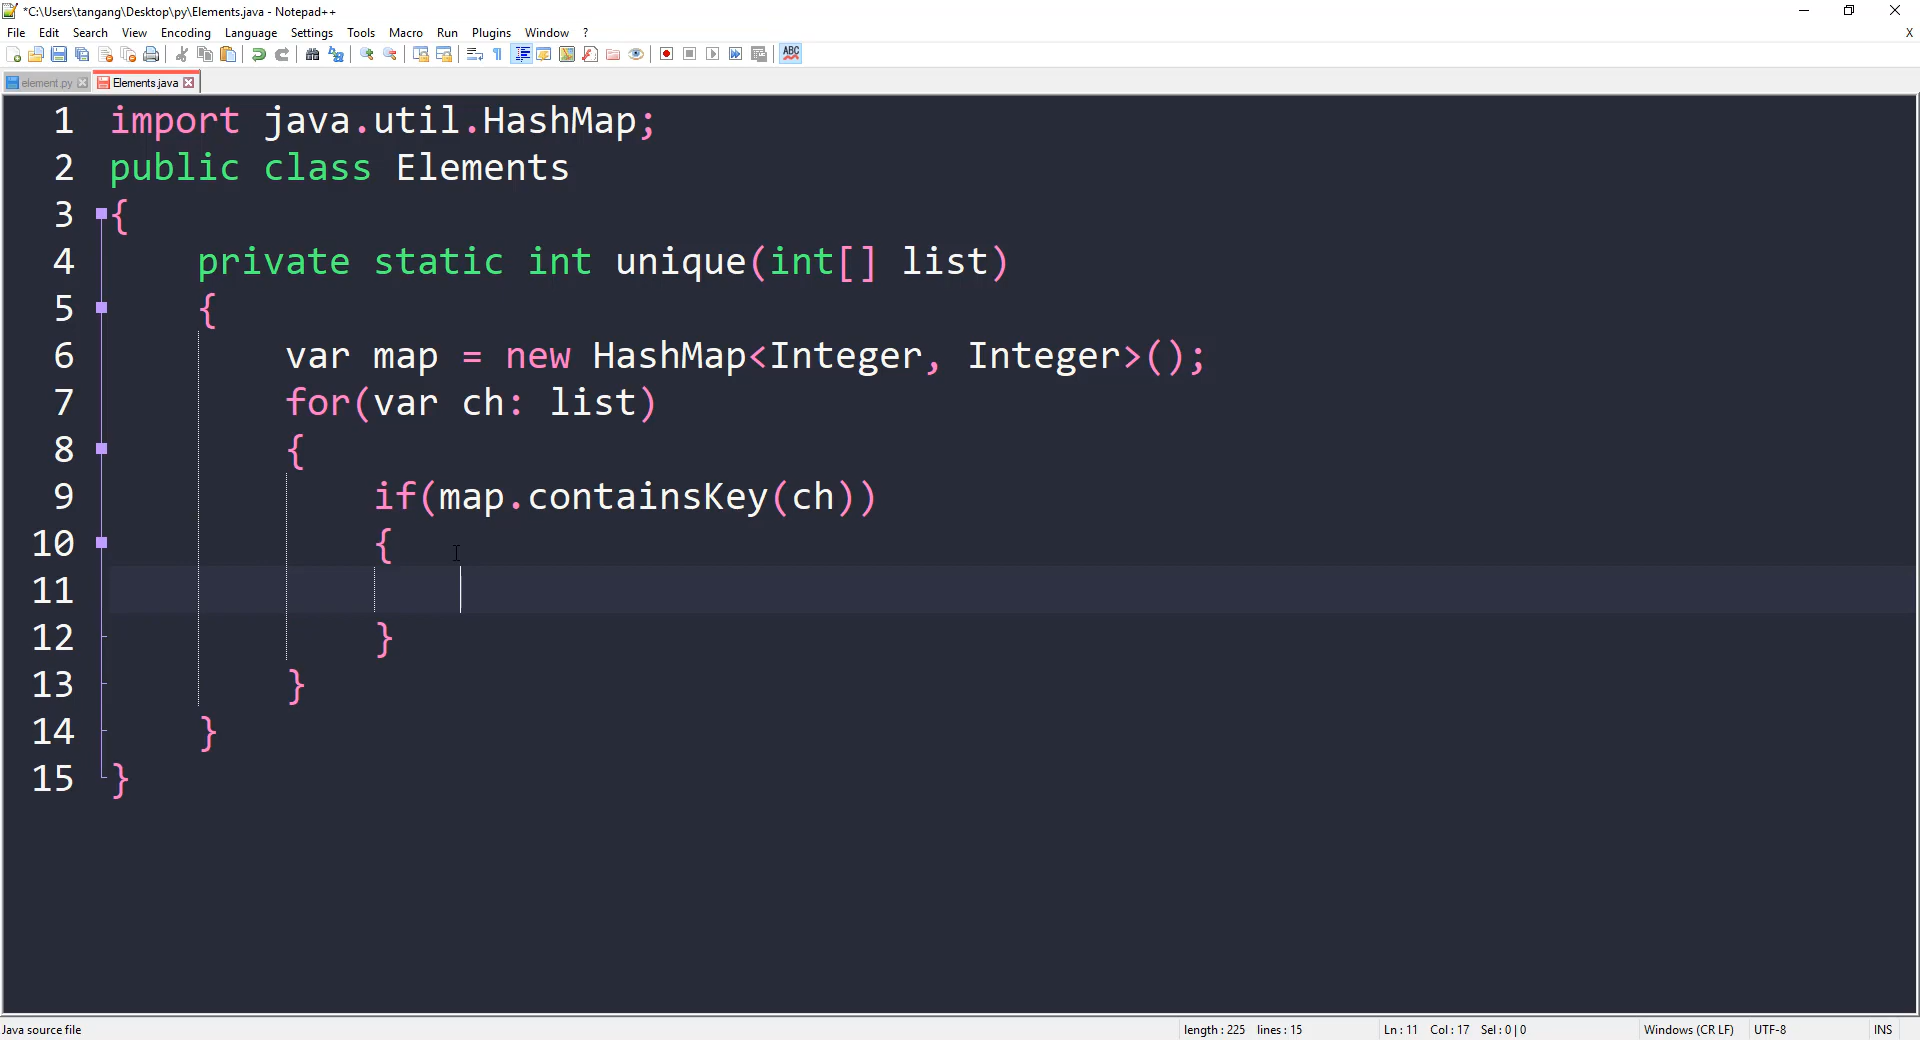 *C:\Users\tangang\Desktop\py\Elements.java - Notepad++
File Edit Search View Encoding Language Settings Tools Macro Run Plugins Window ? X
element.py Elements.java
1 import java.util.HashMap;
2 public class Elements
3 {
4 private static int unique(int[] list)
5 {
6 var map = new HashMap<Integer, Integer>();
7 for(var ch: list)
8 {
9 if(map.containsKey(ch))
10 {
11
12 }
13 }
14 }
15 }
Java source file length : 225 lines : 15 Ln : 11 Col : 17 Sel : 0 | 0 Windows (CR LF) UTF-8 INS